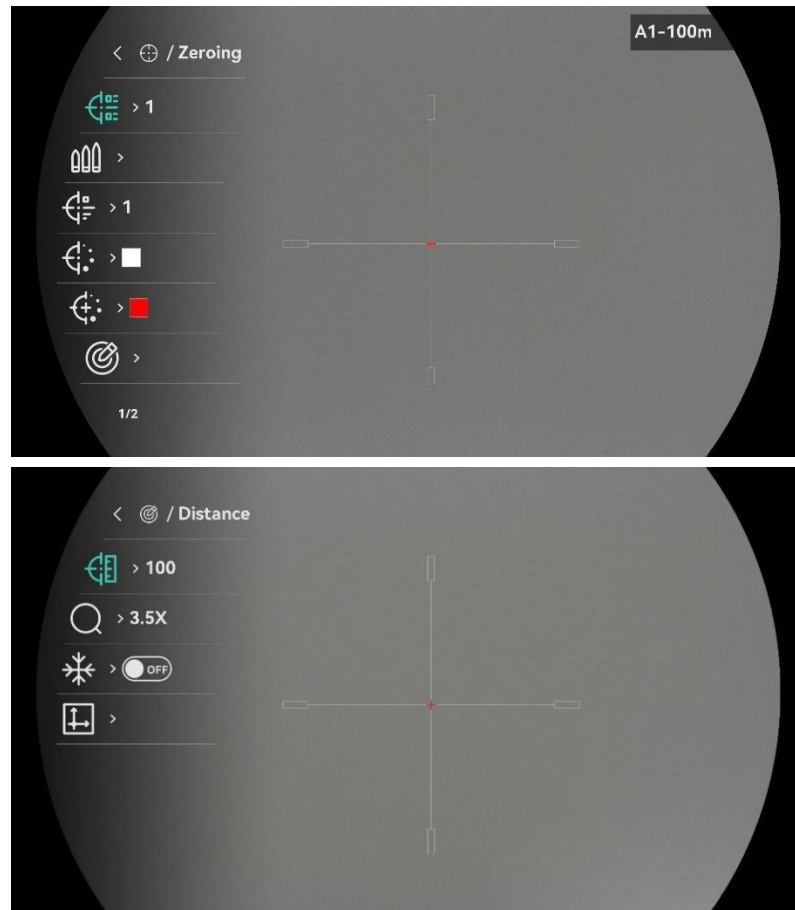 A1-100m
< / Zeroing
> 1
>
> 1
>
>
>
1/2
< / Distance
> 100
> 3.5X
> OFF
>